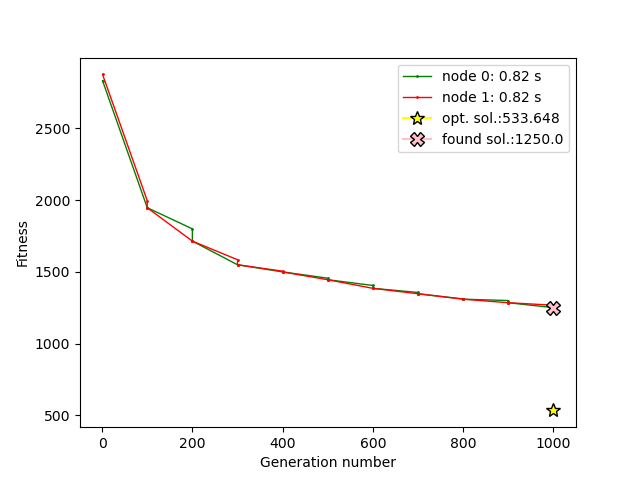 node 0: 0.82 s
node 1: 0.82 s
opt. sol.:533.648
found sol.:1250.0
Fitness
2500
2000
1500
1000
500
0 200 400 600 800 1000
Generation number